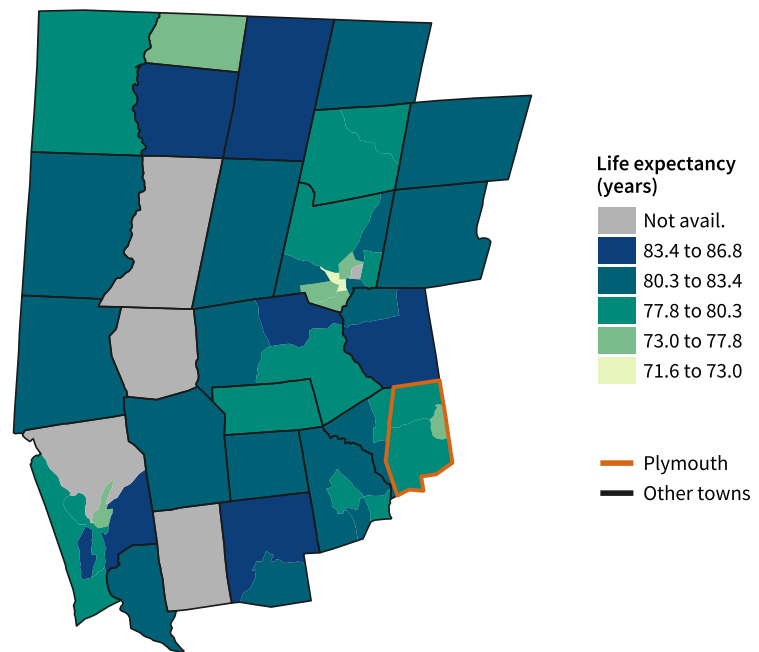 Life expectancy
(years)
Not avail.
83.4 to 86.8
80.3 to 83.4
77.8 to 80.3
73.0 to 77.8
71.6 to 73.0
Plymouth
Other towns